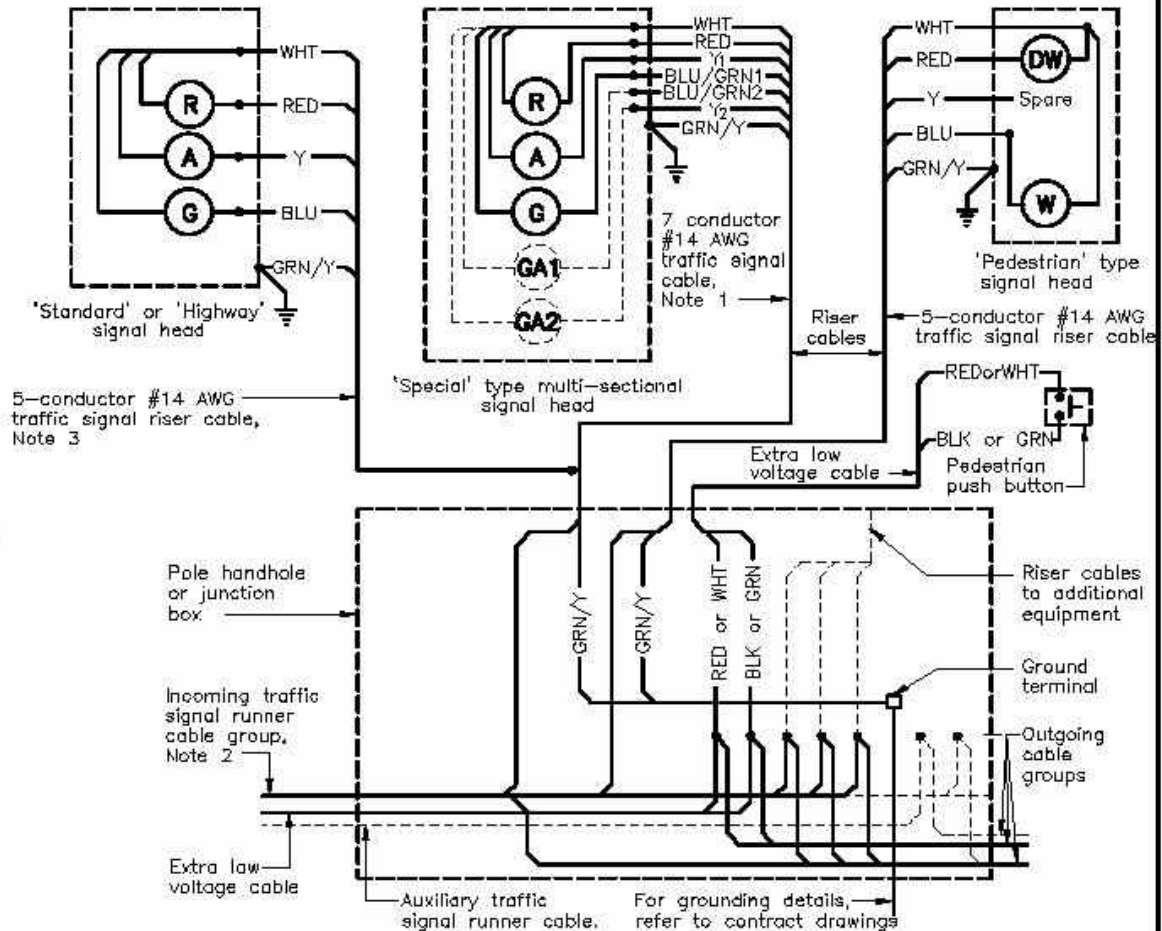 WHT
RED
Y
BLU
GRN/Y
R
A
G
'Standard' or 'Highway'
signal head
5-conductor #14 AWG
traffic signal riser cable,
Note 3
WHT
RED
Y1
BLU/GRN1
BLU/GRN2
Y2
GRN/Y
R
A
G
GA1
GA2
'Special' type multi-sectional
signal head
7 conductor
#14 AWG
traffic signal
cable,
Note 1
Riser
cables
WHT
RED
Y
BLU
GRN/Y
DW
Spare
W
'Pedestrian' type
signal head
5-conductor #14 AWG
traffic signal riser cable
REDorWHT
BLK or GRN
Extra low
voltage cable
Pedestrian
push button
Pole handhole
or junction
box
GRN/Y
GRN/Y
RED or WHT
BLK or GRN
Riser cables
to additional
equipment
Ground
terminal
Incoming traffic
signal runner
cable group,
Note 2
Outgoing
cable
groups
Extra low
voltage cable
Auxiliary traffic
signal runner cable.
For grounding details,
refer to contract drawings